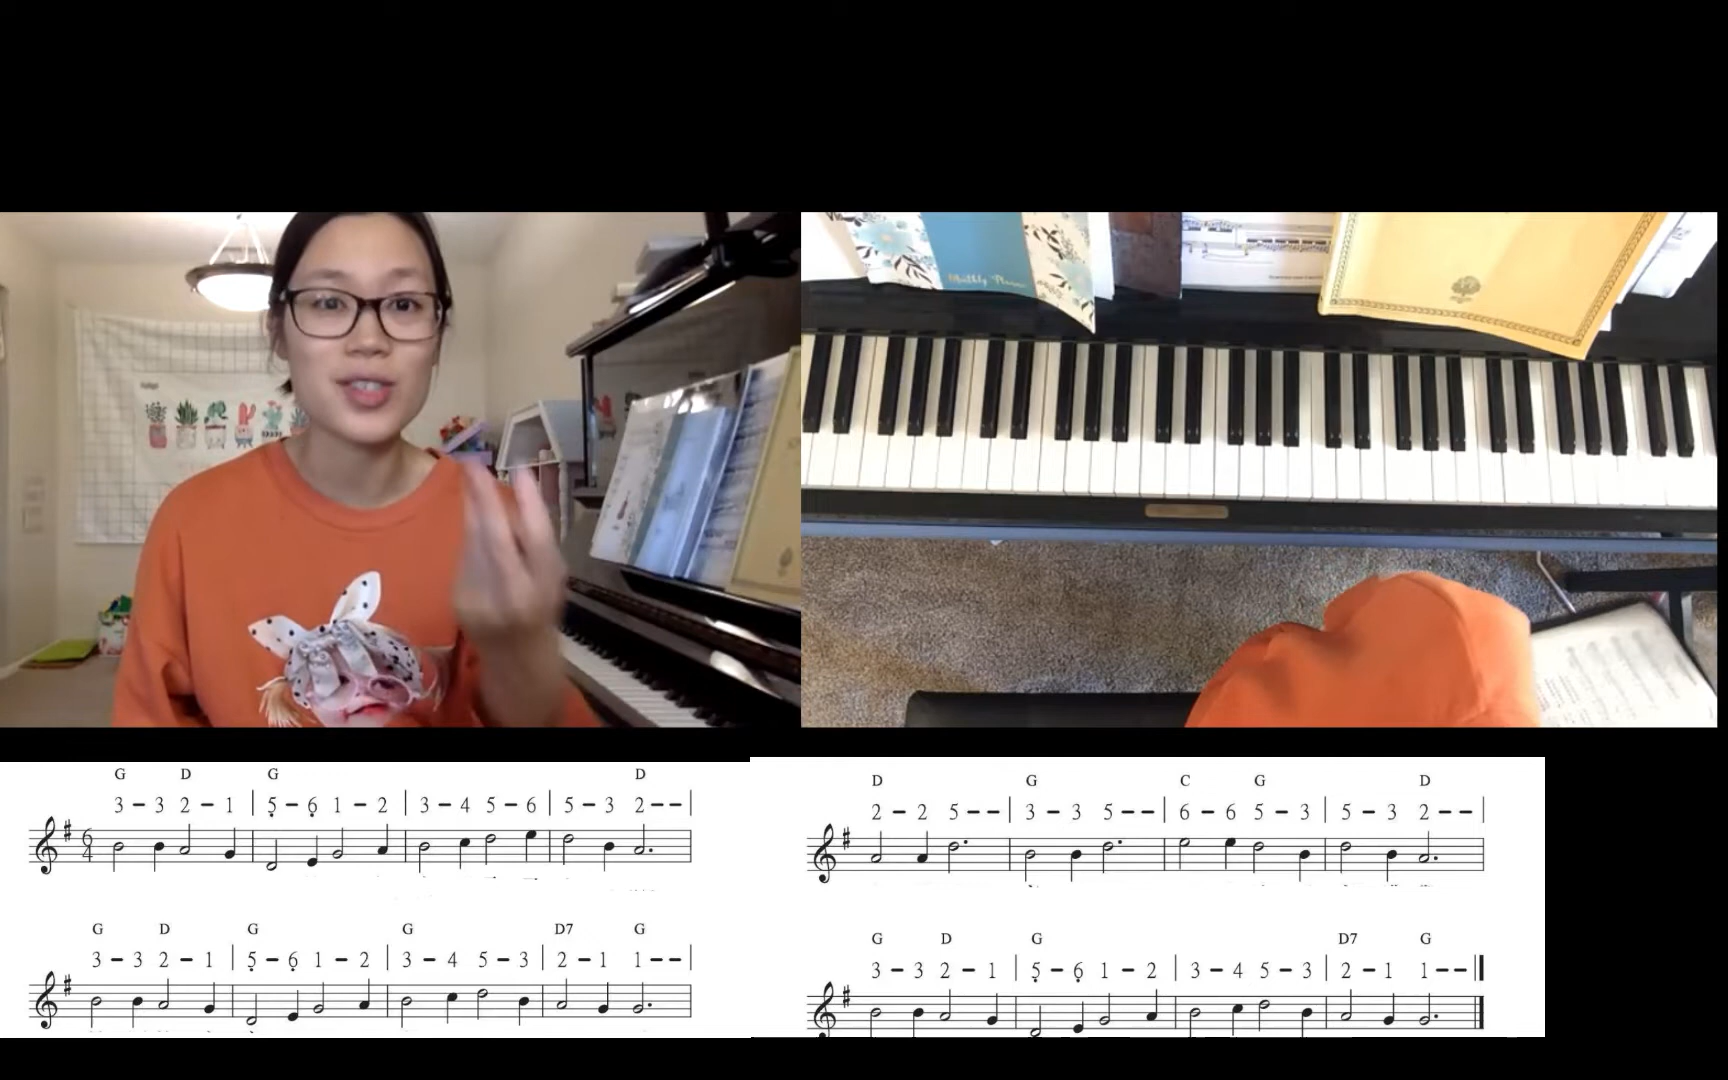 Monthly Planner
G D G D
3 – 3 2 – 1 | 5̣ – 6̣ 1 – 2 | 3 – 4 5 – 6 | 5 – 3 2 – – |
6
4
G D G G D7 G
3 – 3 2 – 1 | 5̣ – 6̣ 1 – 2 | 3 – 4 5 – 3 | 2 – 1 1 – – |
D G C G D
2 – 2 5 – – | 3 – 3 5 – – | 6 – 6 5 – 3 | 5 – 3 2 – – |
G D G D7 G
3 – 3 2 – 1 | 5̣ – 6̣ 1 – 2 | 3 – 4 5 – 3 | 2 – 1 1 – – ‖